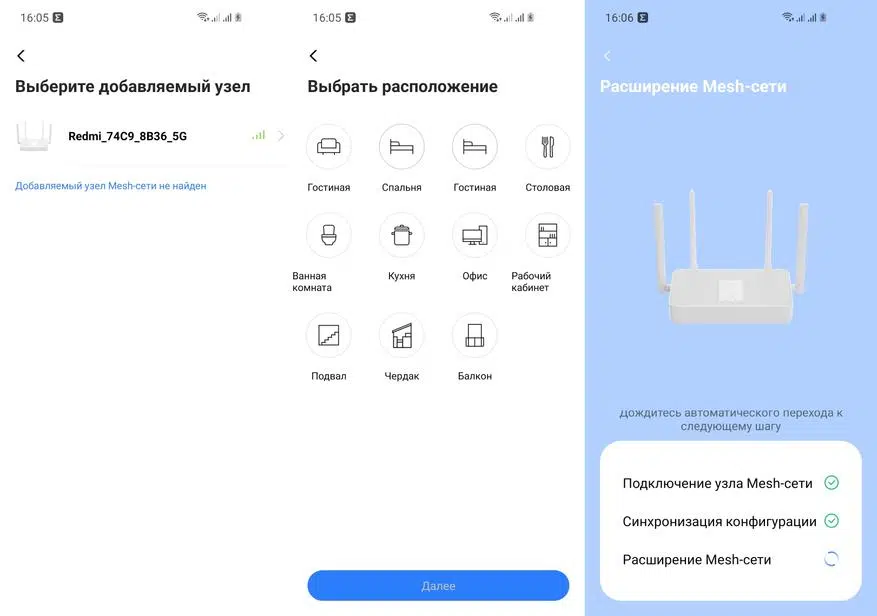 16:05
Выберите добавляемый узел
Redmi_74C9_8B36_5G
Добавляемый узел Mesh-сети не найден
16:05
Выбрать расположение
Гостиная
Спальня
Гостиная
Столовая
Ванная
комната
Кухня
Офис
Рабочий
кабинет
Подвал
Чердак
Балкон
Далее
16:06
Расширение Mesh-сети
Дождитесь автоматического перехода к
следующему шагу
Подключение узла Mesh-сети
Синхронизация конфигурации
Расширение Mesh-сети